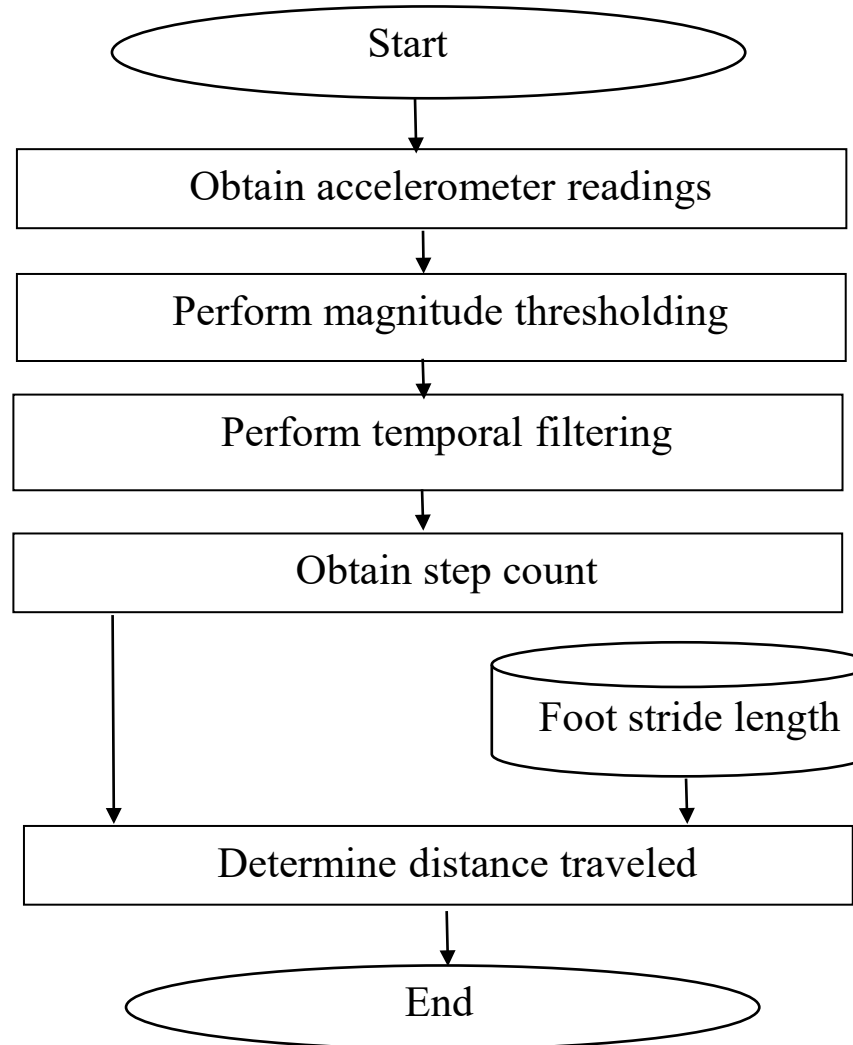 Start
Obtain accelerometer readings
Perform magnitude thresholding
Perform temporal filtering
Obtain step count
Foot stride length
Determine distance traveled
End